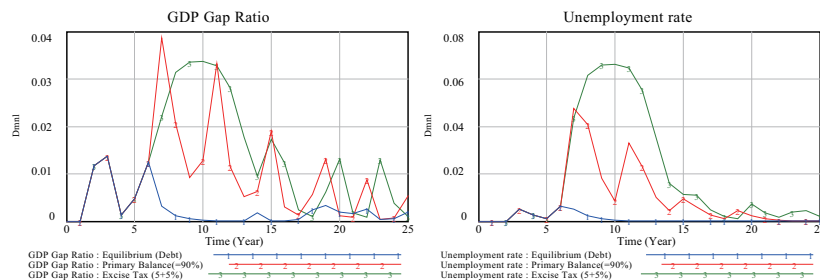 GDP Gap Ratio
0.04
0.03
0.02
0.01
0
Dmnl
0 5 10 15 20 25
Time (Year)
GDP Gap Ratio : Equilibrium (Debt)
GDP Gap Ratio : Primary Balance(=90%)
GDP Gap Ratio : Excise Tax (5+5%)
Unemployment rate
0.08
0.06
0.04
0.02
0
Dmnl
0 5 10 15 20
Time (Year)
Unemployment rate : Equilibrium (Debt)
Unemployment rate : Primary Balance(=90%)
Unemployment rate : Excise Tax (5+5%)